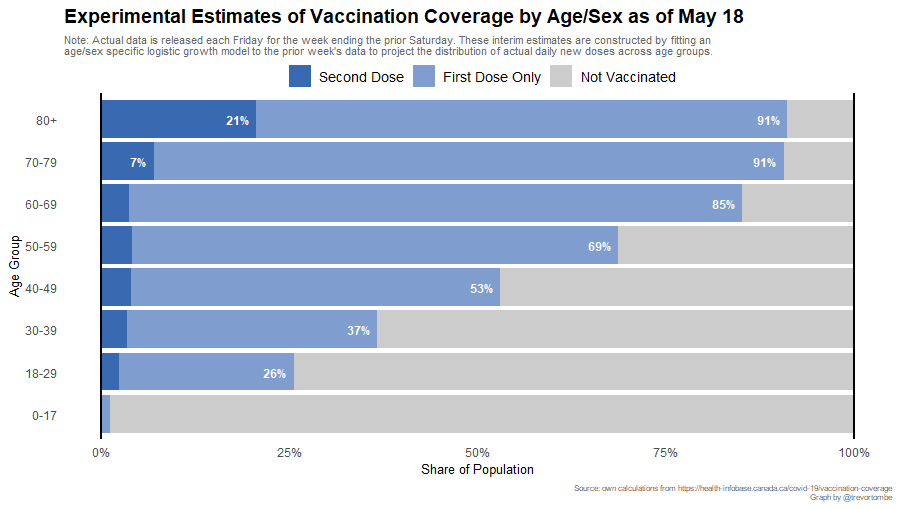 Experimental Estimates of Vaccination Coverage by Age/Sex as of May 18
Note: Actual data is released each Friday for the week ending the prior Saturday. These interim estimates are constructed by fitting an
age/sex specific logistic growth model to the prior week's data to project the distribution of actual daily new doses across age groups.
Second Dose First Dose Only Not Vaccinated
80+ 21% 91%
70-79 7% 91%
60-69 85%
50-59 69%
40-49 53%
30-39 37%
18-29 26%
0-17
Age Group
0% 25% 50% 75% 100%
Share of Population
Source: own calculations from https://health-infobase.canada.ca/covid-19/vaccination-coverage
Graph by @trevortombe